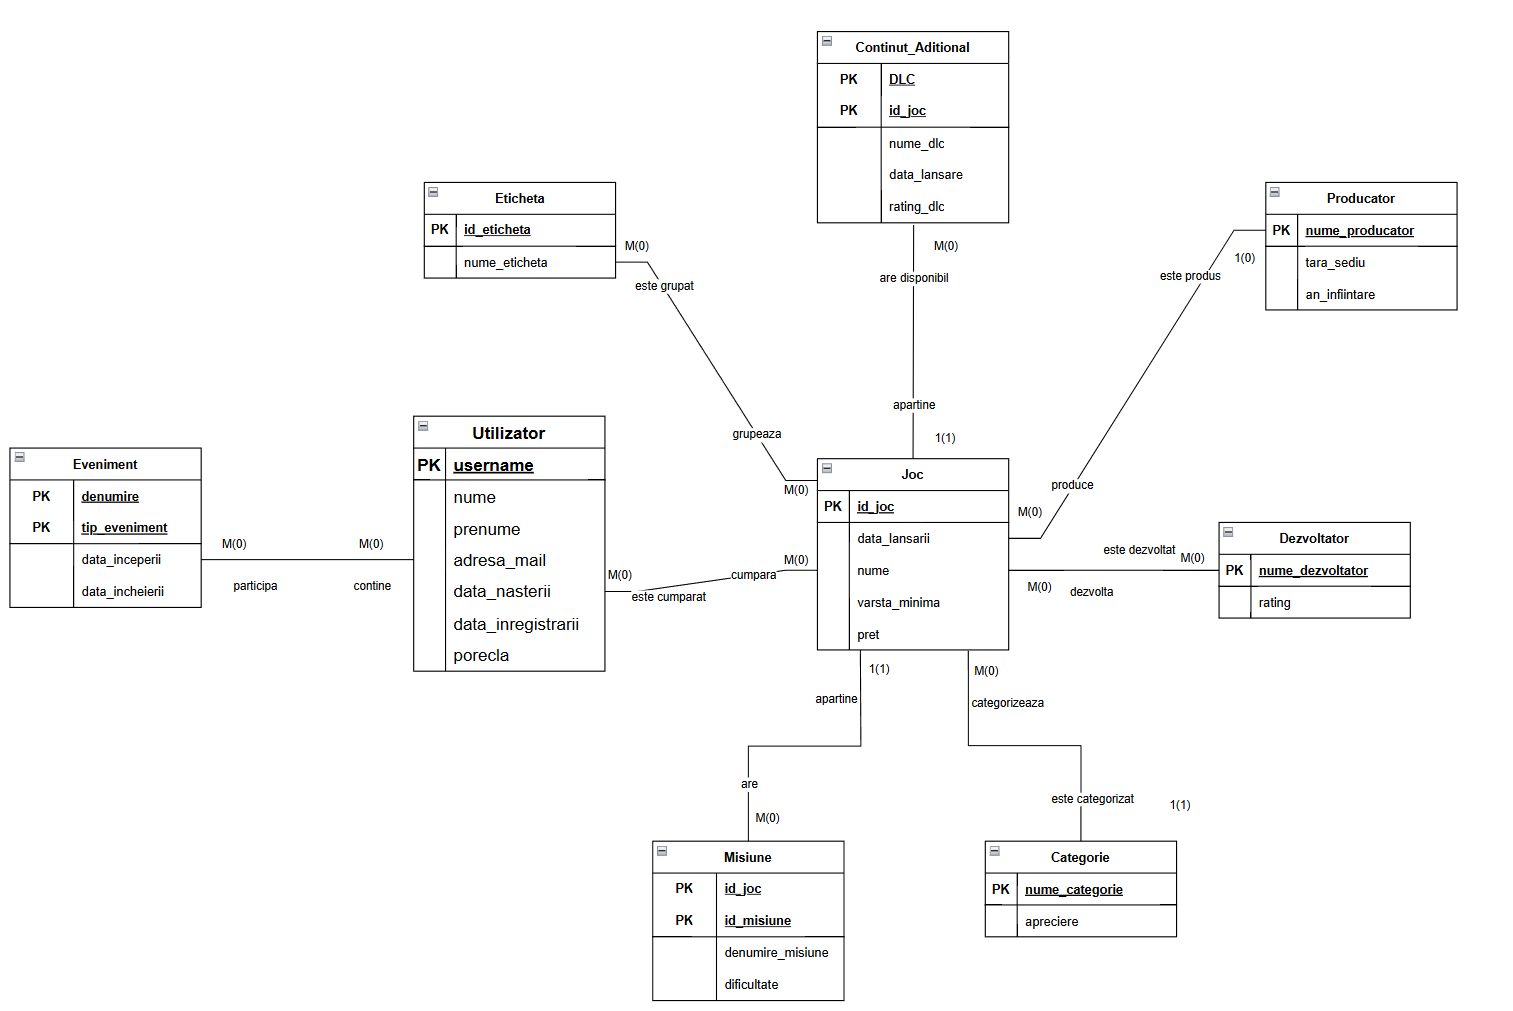 Continut_Aditional
PK DLC
PK id_joc
nume_dlc
data_lansare
rating_dlc
Eticheta
PK id_eticheta
nume_eticheta
Producator
PK nume_producator
tara_sediu
an_infiintare
M(0)
este grupat
M(0)
are disponibil
1(0)
este produs
apartine
1(1)
grupeaza
M(0)
produce
M(0)
Utilizator
PK username
nume
prenume
adresa_mail
data_nasterii
data_inregistrarii
porecla
Eveniment
PK denumire
PK tip_eveniment
data_inceperii
data_incheierii
M(0)
M(0)
participa
contine
Joc
PK id_joc
data_lansarii
nume
varsta_minima
pret
M(0)
este cumparat
cumpara
M(0)
Dezvoltator
PK nume_dezvoltator
rating
este dezvoltat
M(0)
M(0)
dezvolta
1(1)
apartine
M(0)
categorizeaza
are
M(0)
este categorizat
1(1)
Misiune
PK id_joc
PK id_misiune
denumire_misiune
dificultate
Categorie
PK nume_categorie
apreciere